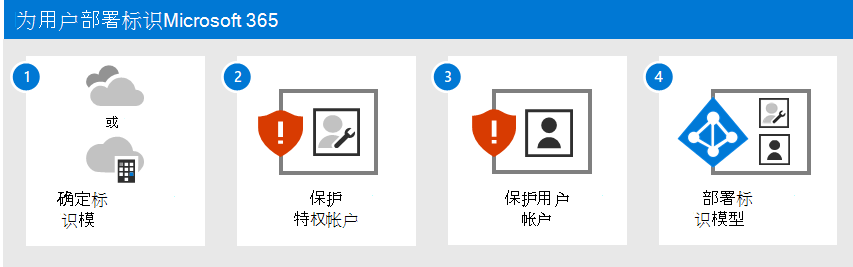 为用户部署标识Microsoft 365
1
2
3
4
或
确定标
识模
保护
特权帐户
保护用户
帐户
部署标
识模型